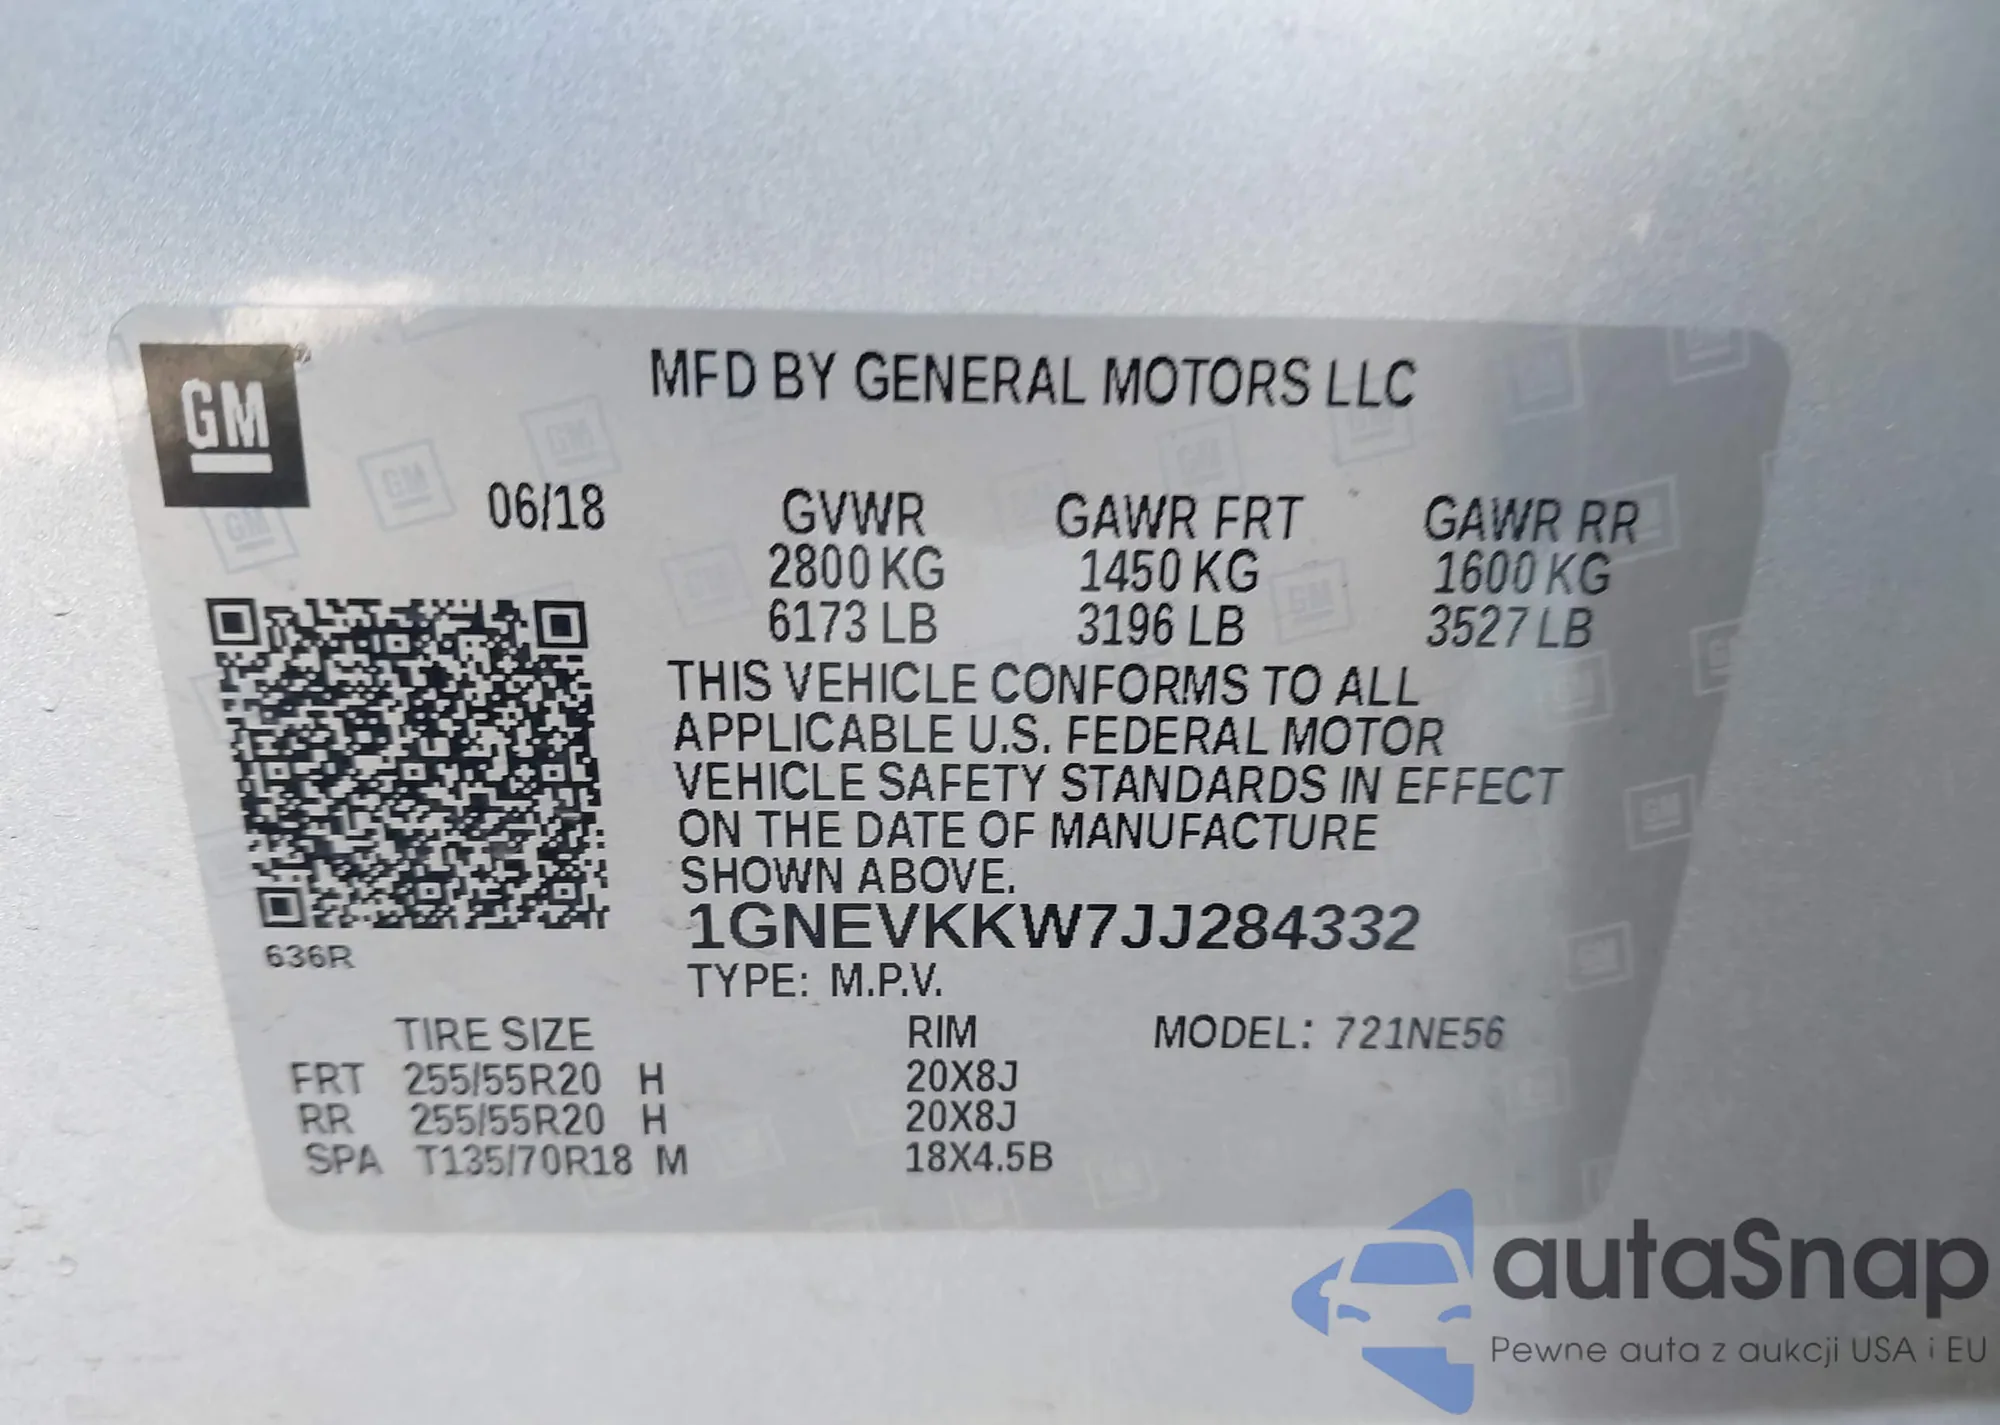 GM
MFD BY GENERAL MOTORS LLC
06/18 GVWR GAWR FRT GAWR RR
2800 KG 1450 KG 1600 KG
6173 LB 3196 LB 3527 LB
THIS VEHICLE CONFORMS TO ALL
APPLICABLE U.S. FEDERAL MOTOR
VEHICLE SAFETY STANDARDS IN EFFECT
ON THE DATE OF MANUFACTURE
SHOWN ABOVE.
1GNEVKKW7JJ284332
636R
TYPE: M.P.V.
TIRE SIZE RIM MODEL: 721NE56
FRT 255/55R20 H 20X8J
RR 255/55R20 H 20X8J
SPA T135/70R18 M 18X4.5B
autaSnap
Pewne auta z aukcji USA i EU